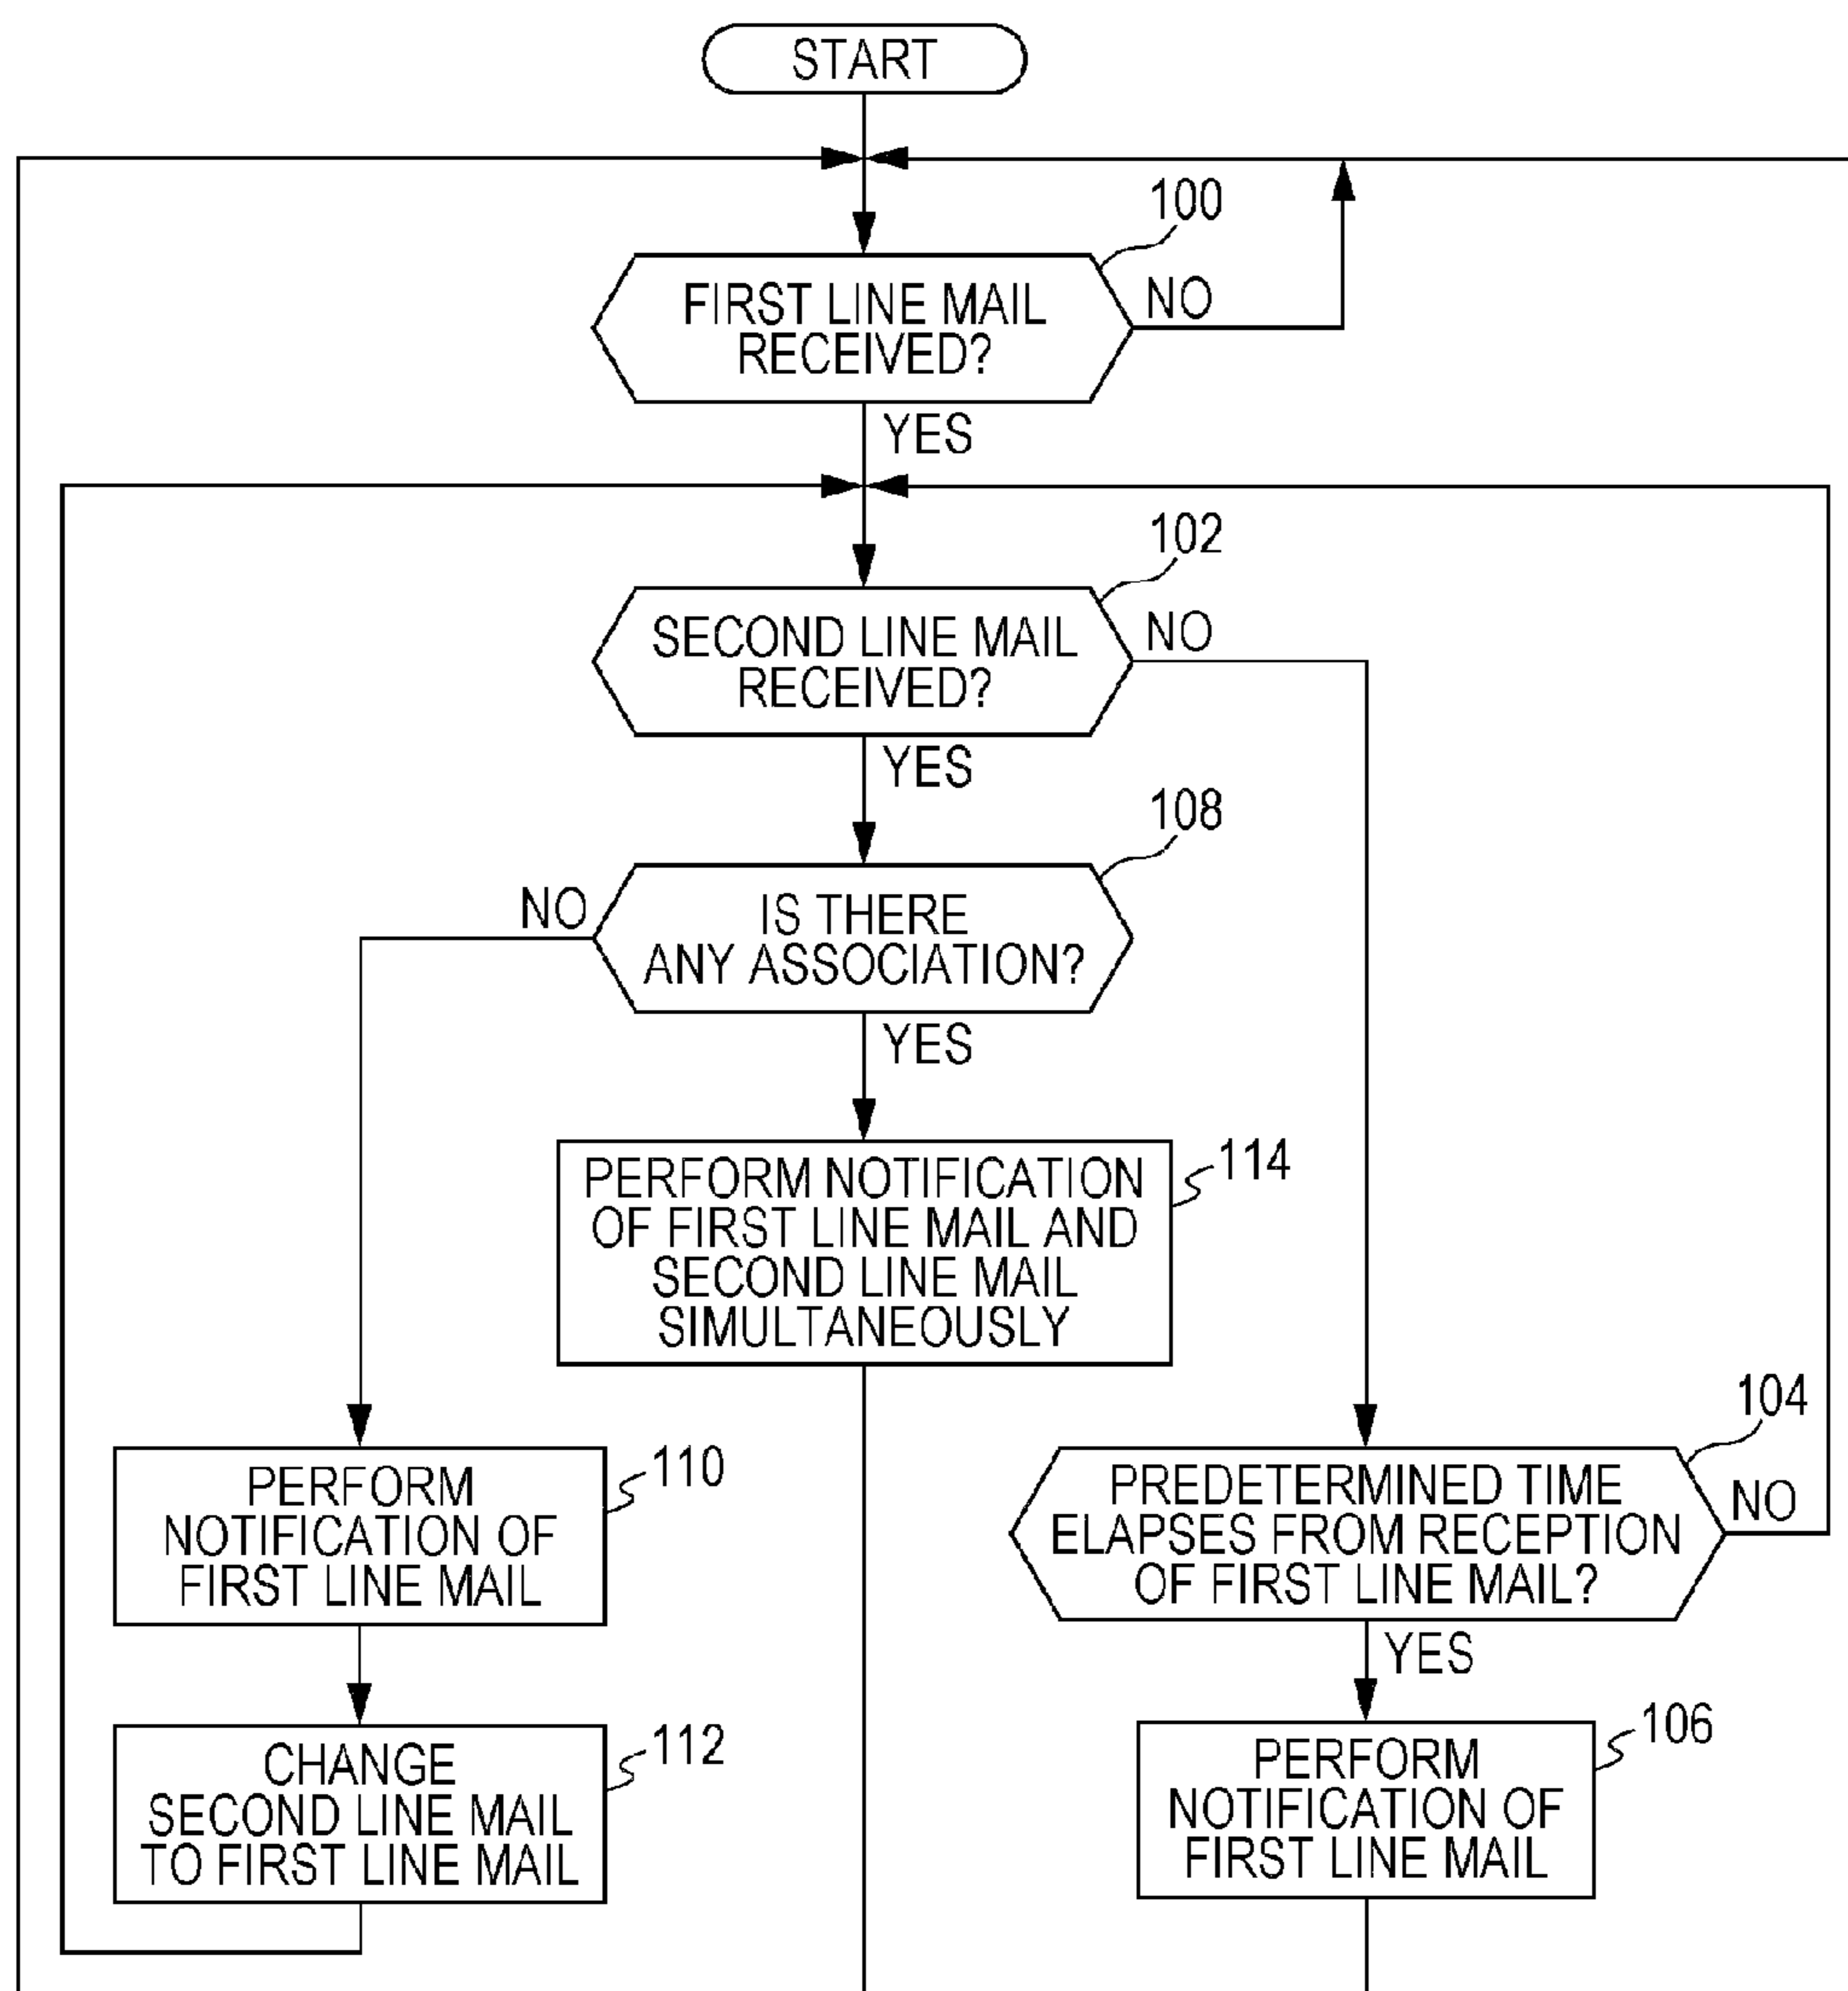 START
100
FIRST LINE MAIL
RECEIVED?
NO
YES
102
SECOND LINE MAIL
RECEIVED?
NO
YES
108
NO
IS THERE
ANY ASSOCIATION?
YES
114
PERFORM NOTIFICATION
OF FIRST LINE MAIL AND
SECOND LINE MAIL
SIMULTANEOUSLY
110
PERFORM
NOTIFICATION OF
FIRST LINE MAIL
104
PREDETERMINED TIME
ELAPSES FROM RECEPTION
OF FIRST LINE MAIL?
NO
YES
112
CHANGE
SECOND LINE MAIL
TO FIRST LINE MAIL
106
PERFORM
NOTIFICATION OF
FIRST LINE MAIL